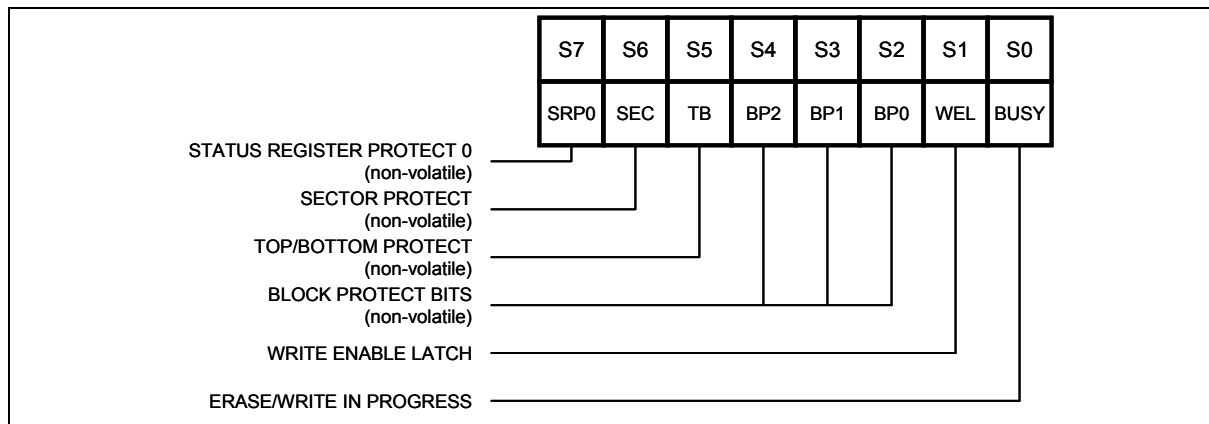 S7 S6 S5 S4 S3 S2 S1 S0
SRP0 SEC TB BP2 BP1 BP0 WEL BUSY
STATUS REGISTER PROTECT 0
(non-volatile)
SECTOR PROTECT
(non-volatile)
TOP/BOTTOM PROTECT
(non-volatile)
BLOCK PROTECT BITS
(non-volatile)
WRITE ENABLE LATCH
ERASE/WRITE IN PROGRESS